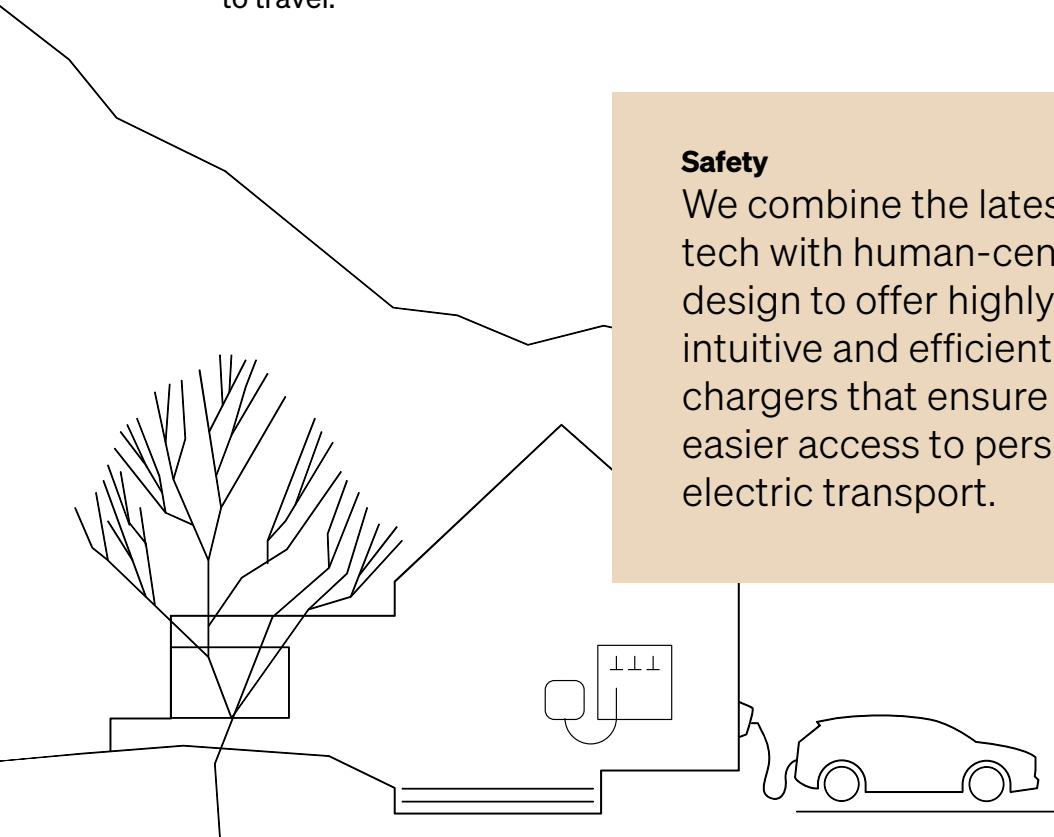 to travel.
Safety
We combine the lates
tech with human-cen
design to offer highly
intuitive and efficient
chargers that ensure
easier access to pers
electric transport.